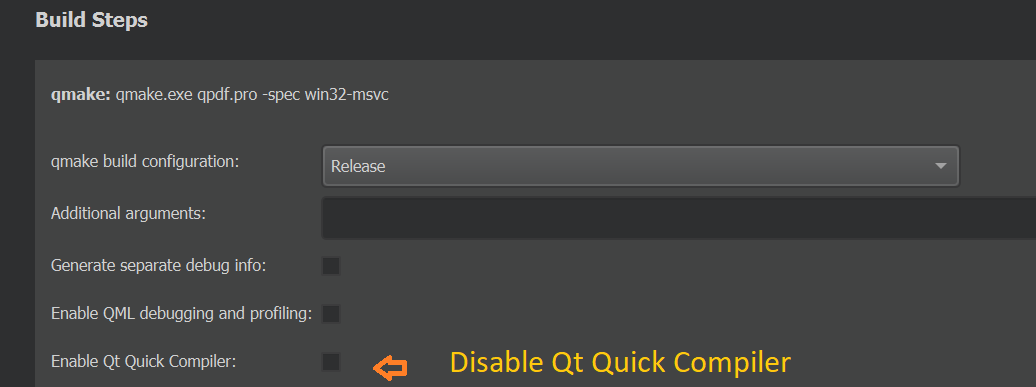 Build Steps
qmake: qmake.exe qpdf.pro -spec win32-msvc
qmake build configuration:
Release
Additional arguments:
Generate separate debug info:
Enable QML debugging and profiling:
Enable Qt Quick Compiler:
Disable Qt Quick Compiler